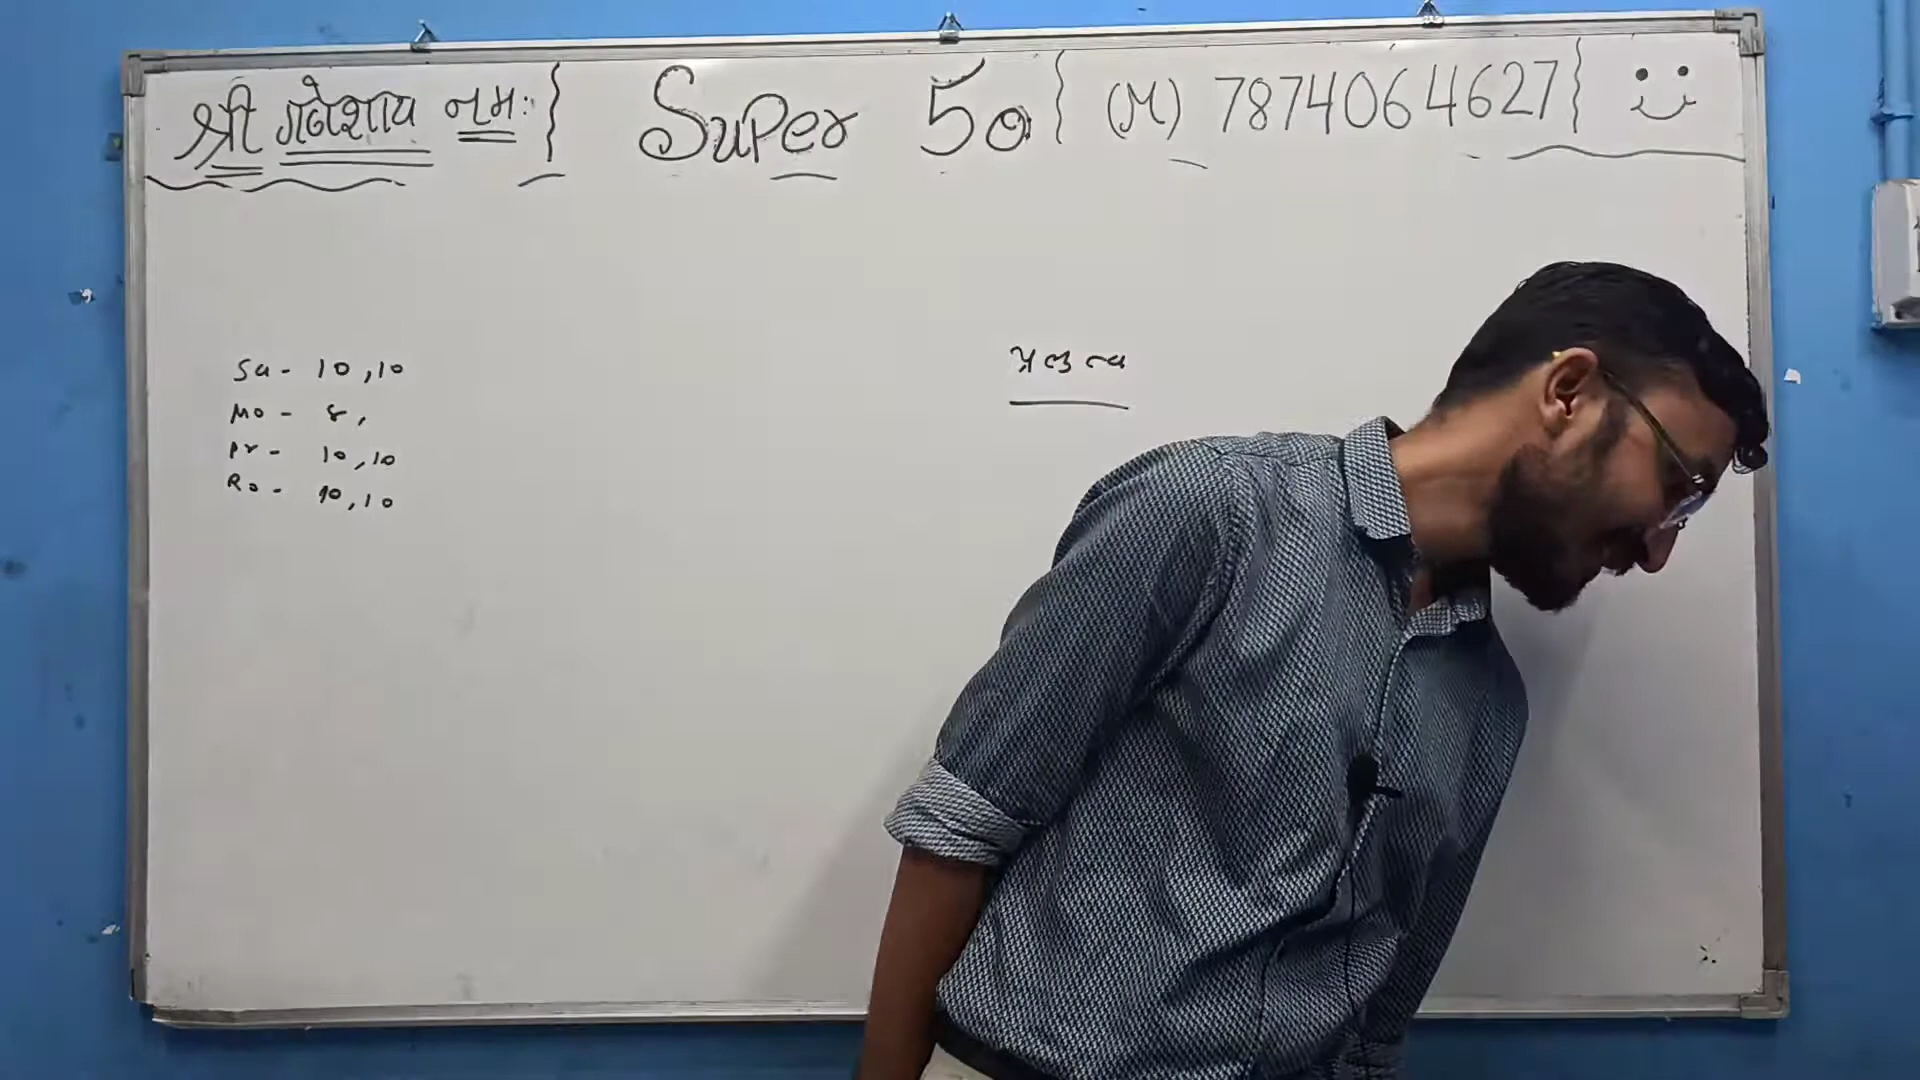 श्री गणेशाय नमः } Super 50 { (M) 7874064627 }
Su - 10, 10
Mo - 8,
Pr - 10, 10
Ro - 10, 10